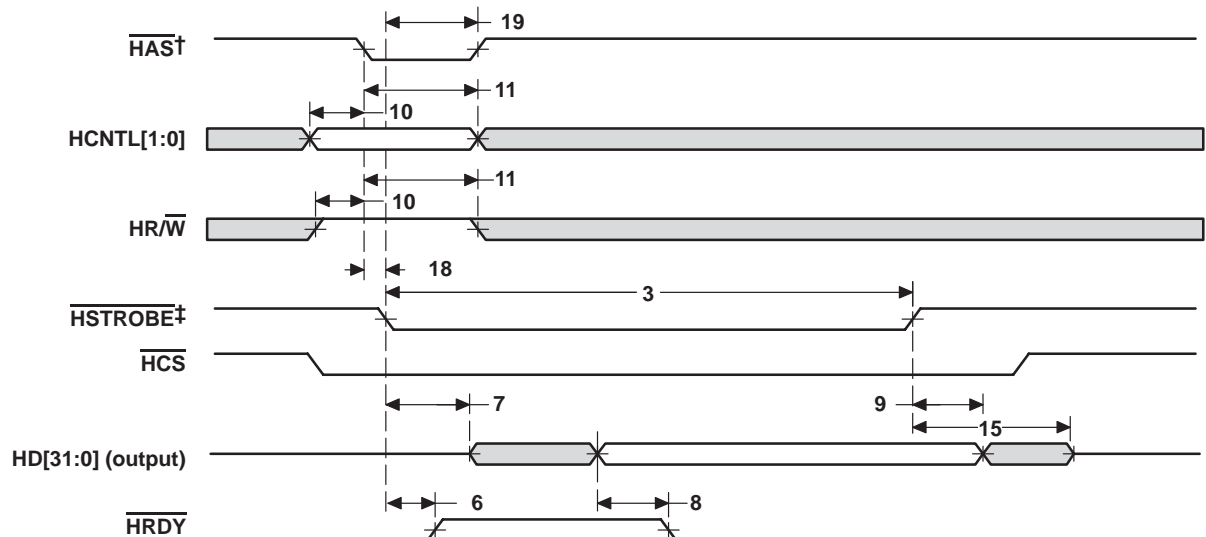 19
HAS†
11
10
HCNTL[1:0]
11
10
HR/W
18
3
HSTROBE‡
HCS
7
9
15
HD[31:0] (output)
6
8
HRDY